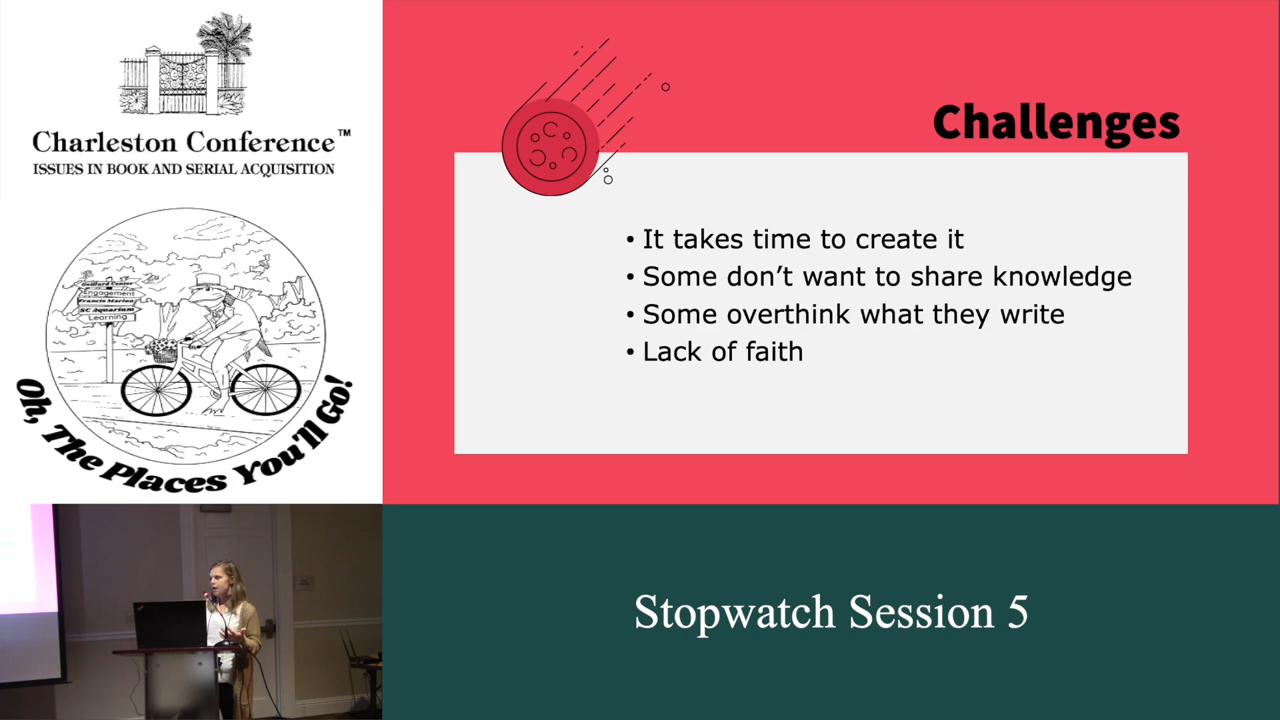 Charleston Conference™
ISSUES IN BOOK AND SERIAL ACQUISITION
Gailliard Center
Engagement
Francis Marion
SC Aquarium
Learning
Oh, The Places You'll Go!
Challenges
• It takes time to create it
• Some don’t want to share knowledge
• Some overthink what they write
• Lack of faith
Stopwatch Session 5